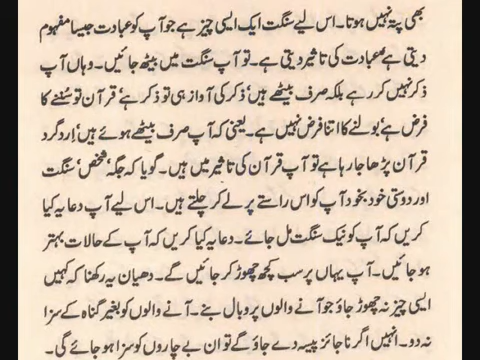 بھی پتہ نہیں ہوتا۔ اس لیے سنگت ایک ایسی چیز ہے جو آپ کو عبادت جیسا مفہوم
دیتی ہے، عبادت کی تاثیر دیتی ہے۔ تو آپ سنگت میں بیٹھ جائیں۔ وہاں آپ
ذکر نہیں کر رہے بلکہ صرف بیٹھے ہیں، ذکر کی آواز ہی تو ذکر ہے، قرآن تو سُننے کا
فرض ہے، بولنے کا اتنا فرض نہیں ہے۔ یعنی کہ آپ صرف بیٹھے ہوئے ہیں، اِرد گرد
قرآن پڑھا جا رہا ہے تو آپ قرآن کی تاثیر میں ہیں۔ گویا کہ جگہ، شخص، سنگت
اور دوستی خود بخود آپ کو اس راستے پر لے کر چلتے ہیں۔ اس لیے آپ دعا یہ کیا
کریں کہ آپ کو نیک سنگت مل جائے۔ دعا یہ کیا کریں کہ آپ کے حالات بہتر
ہو جائیں۔ آپ یہاں پر سب کچھ چھوڑ کر جائیں گے۔ دھیان یہ رکھنا کہ کہیں
ایسی چیز نہ چھوڑ جاؤ جو آنے والوں پر وبال بنے۔ آنے والوں کو بغیر گناہ کے سزا
نہ دو۔ انہیں اگر ناجائز پیسہ دے جاؤ گے تو ان بے چاروں کو سزا ہو جائے گی۔